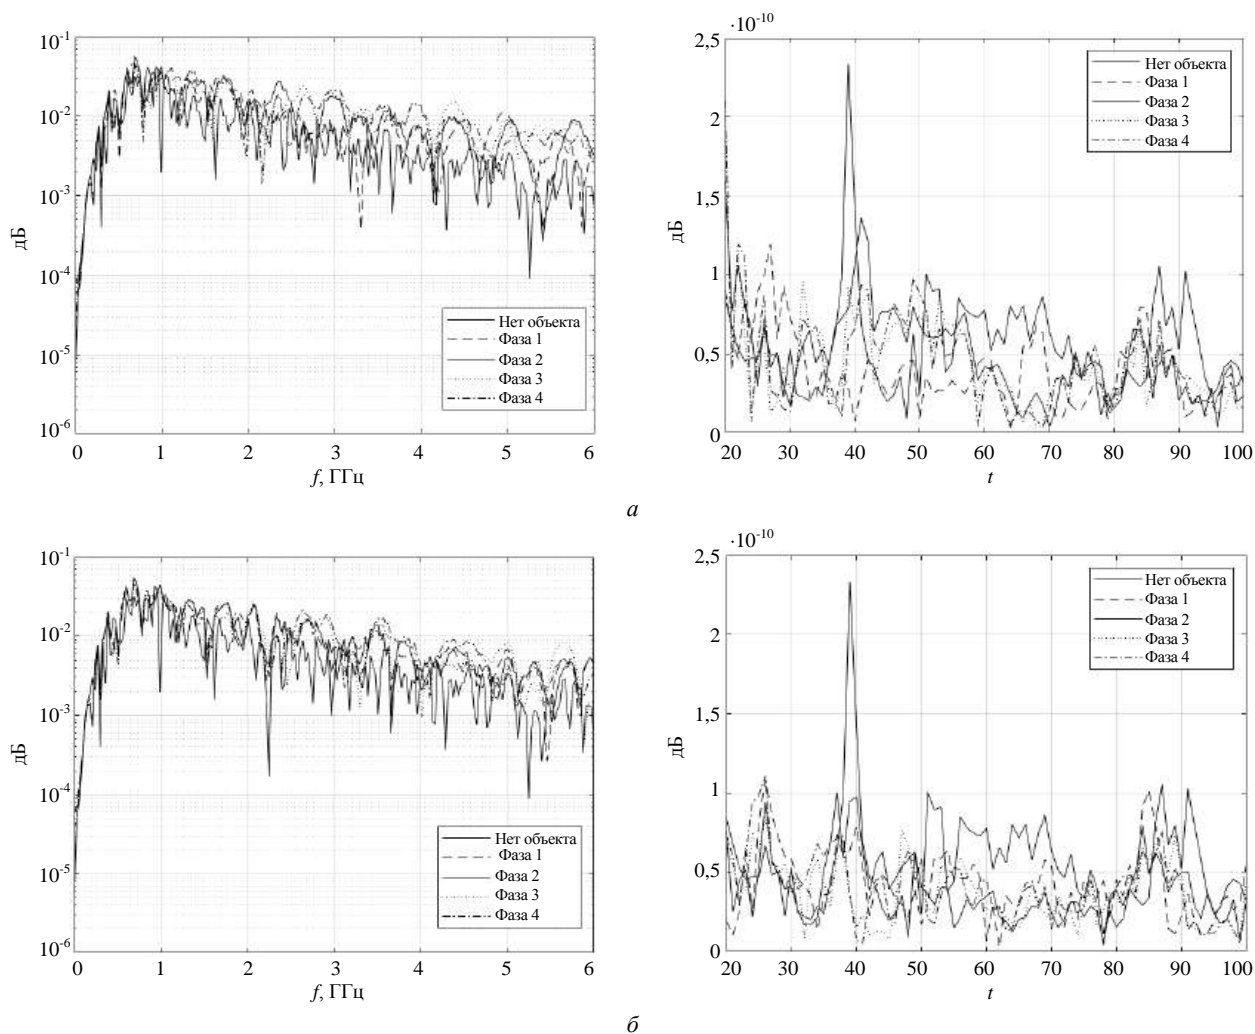 10-1
10-2
10-3
дБ
10-4
10-5
10-6
Нет объекта
Фаза 1
Фаза 2
Фаза 3
Фаза 4
0 1 2 3 4 5 6
f, ГГц
·10-10
2,5
2
1,5
дБ
1
0,5
0
Нет объекта
Фаза 1
Фаза 2
Фаза 3
Фаза 4
20 30 40 50 60 70 80 90 100
t
а
10-1
10-2
10-3
дБ
10-4
10-5
10-6
Нет объекта
Фаза 1
Фаза 2
Фаза 3
Фаза 4
0 1 2 3 4 5 6
f, ГГц
·10-10
2,5
2
1,5
дБ
1
0,5
0
Нет объекта
Фаза 1
Фаза 2
Фаза 3
Фаза 4
20 30 40 50 60 70 80 90 100
t
б